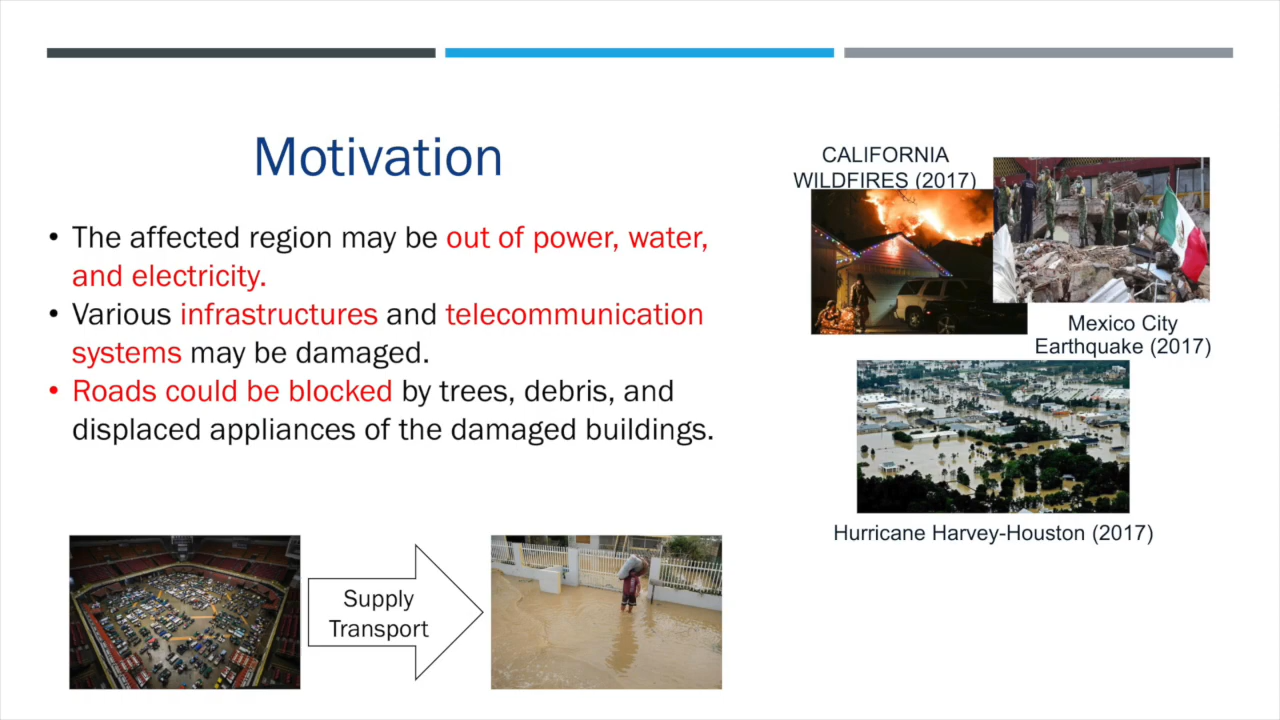 Motivation
• The affected region may be out of power, water,
and electricity.
• Various infrastructures and telecommunication
systems may be damaged.
• Roads could be blocked by trees, debris, and
displaced appliances of the damaged buildings.
Supply
Transport
CALIFORNIA
WILDFIRES (2017)
Mexico City
Earthquake (2017)
Hurricane Harvey-Houston (2017)